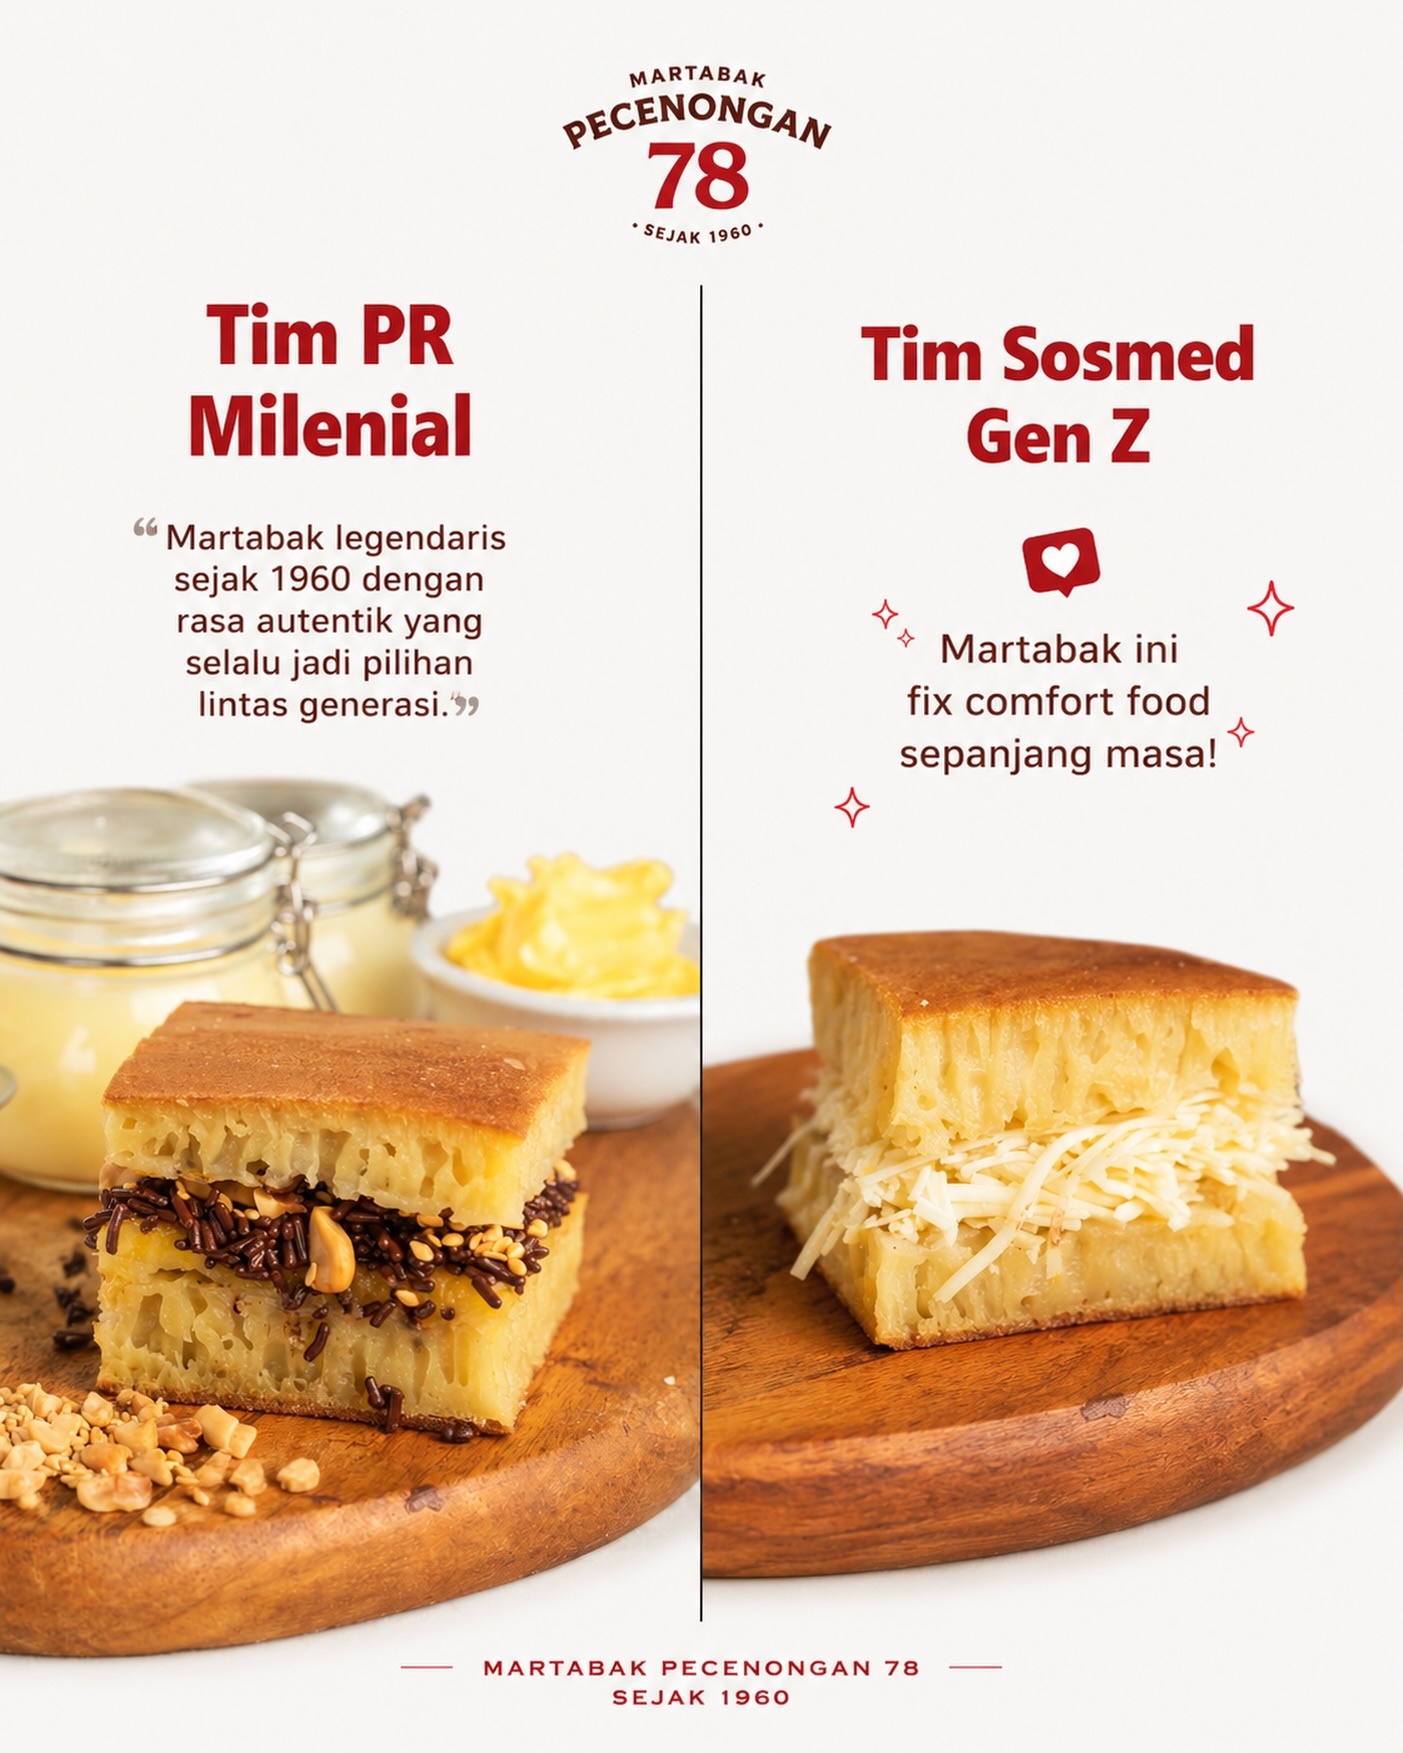 MARTABAK
PECENONGAN
78
• SEJAK 1960 •
Tim PR
Milenial
“Martabak legendaris
sejak 1960 dengan
rasa autentik yang
selalu jadi pilihan
lintas generasi.”
Tim Sosmed
Gen Z
Martabak ini
fix comfort food
sepanjang masa!
MARTABAK PECENONGAN 78
SEJAK 1960